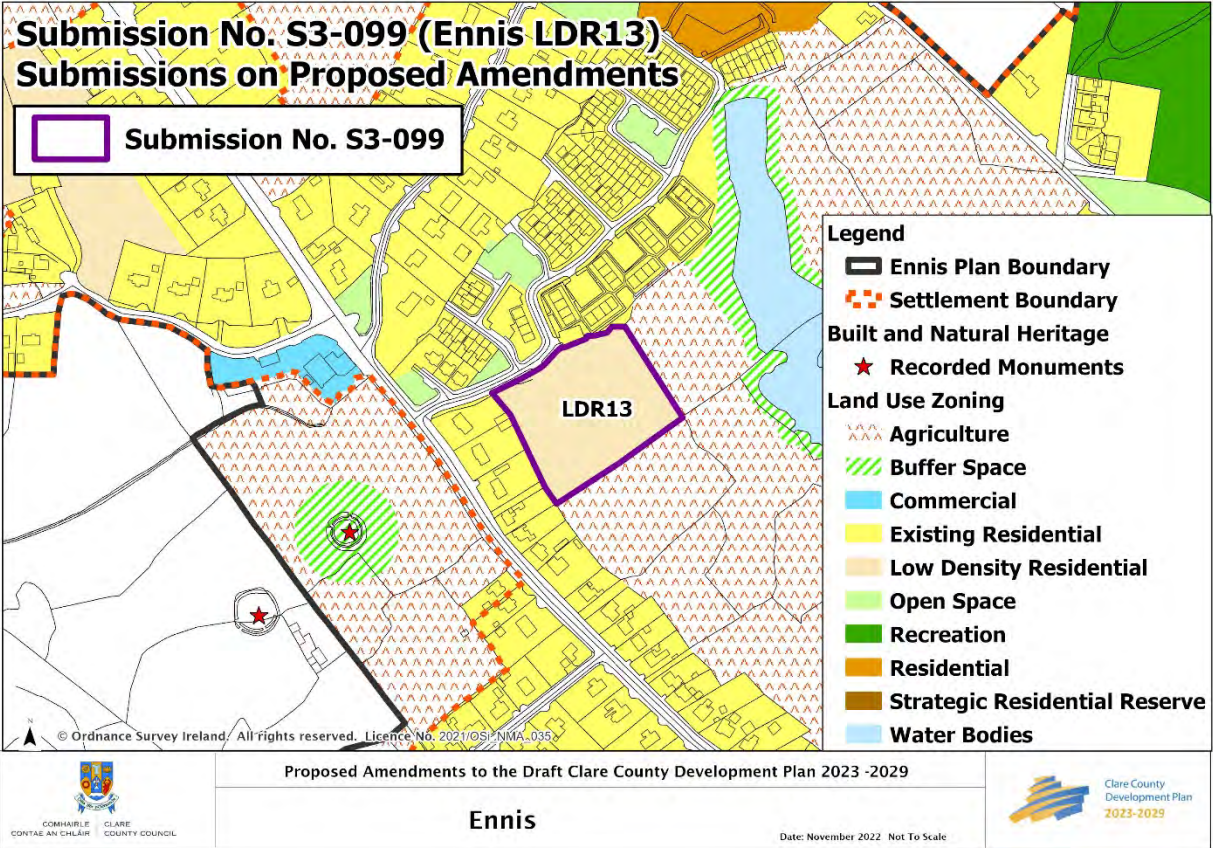 Submission No. S3-099 (Ennis LDR13)
Submissions on Proposed Amendments
Submission No. S3-099
LDR13
Legend
Ennis Plan Boundary
Settlement Boundary
Built and Natural Heritage
Recorded Monuments
Land Use Zoning
Agriculture
Buffer Space
Commercial
Existing Residential
Low Density Residential
Open Space
Recreation
Residential
Strategic Residential Reserve
Water Bodies
N
© Ordnance Survey Ireland. All rights reserved. Licence No. 2021/OSi_NMA_035
COMHAIRLE
CONTAE AN CHLÁIR
CLARE
COUNTY COUNCIL
Proposed Amendments to the Draft Clare County Development Plan 2023 -2029
Ennis
Date: November 2022 Not To Scale
Clare County
Development Plan
2023-2029